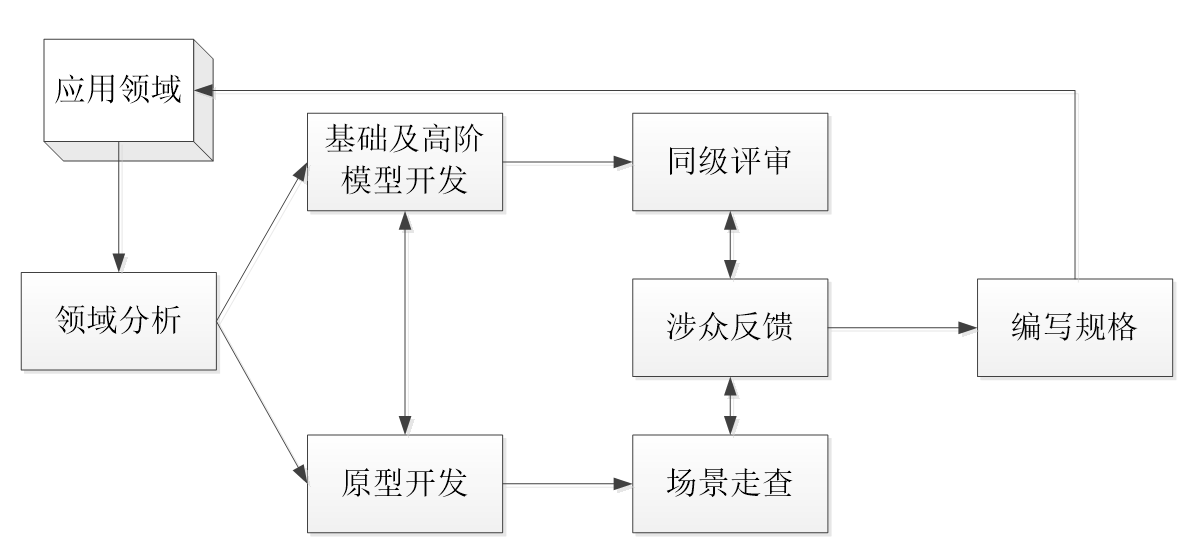 应用领域
基础及高阶
模型开发
同级评审
领域分析
涉众反馈
编写规格
原型开发
场景走查